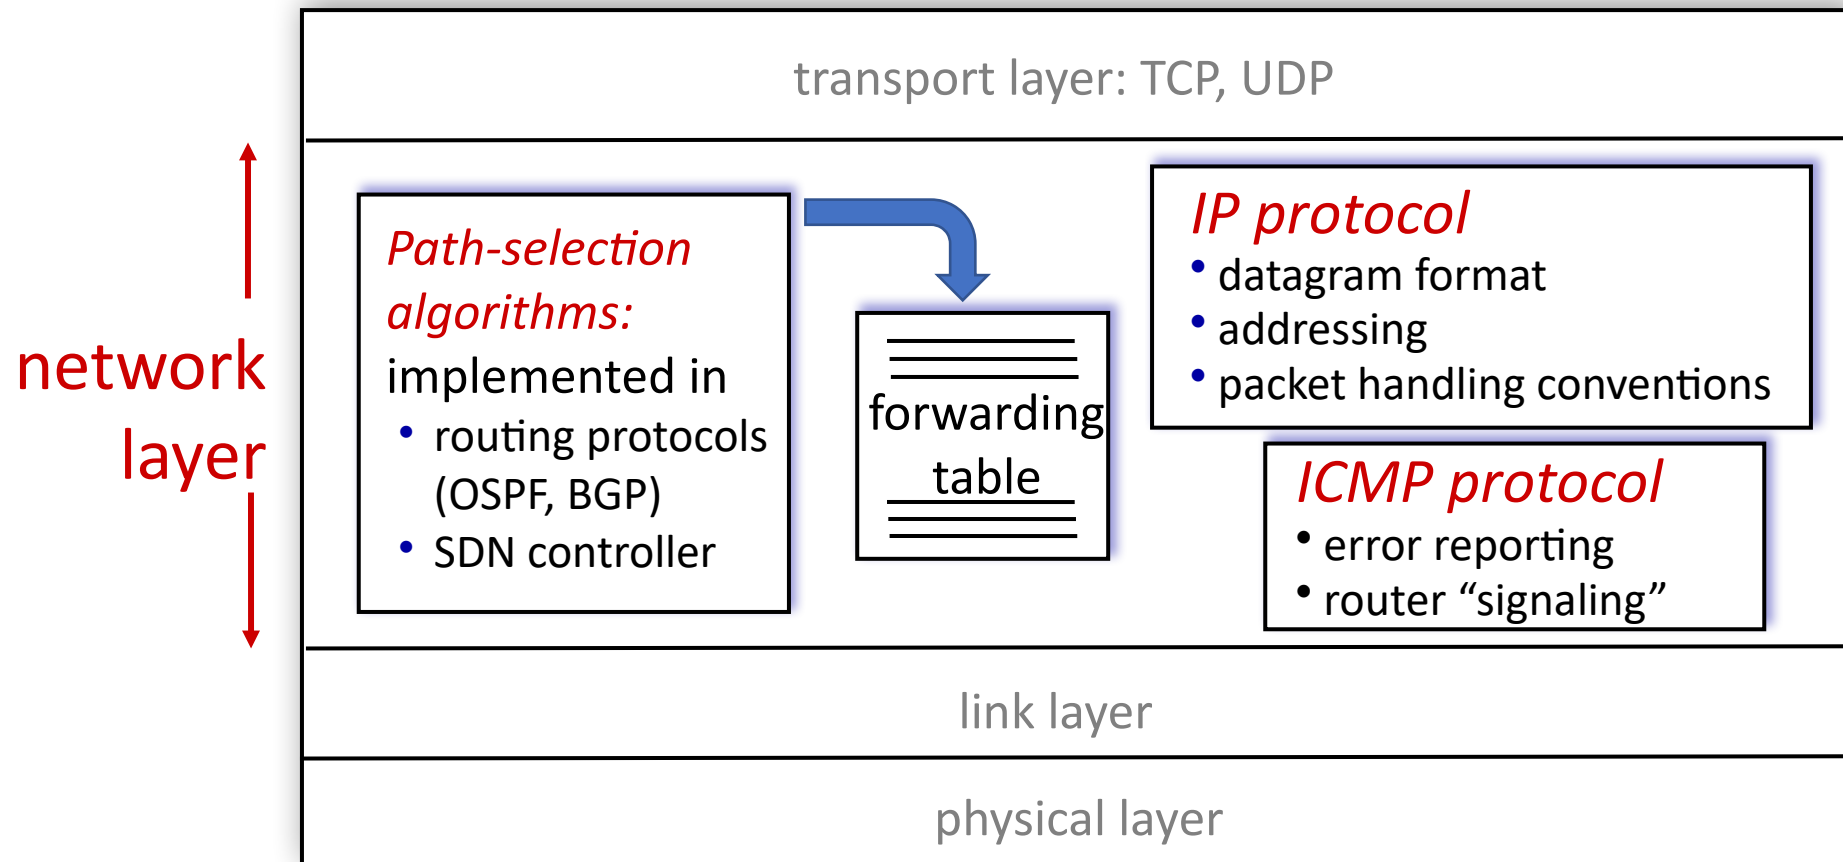 transport layer: TCP, UDP
network
layer
Path-selection
algorithms:
implemented in
• routing protocols
(OSPF, BGP)
• SDN controller
forwarding
table
IP protocol
• datagram format
• addressing
• packet handling conventions
ICMP protocol
• error reporting
• router “signaling”
link layer
physical layer